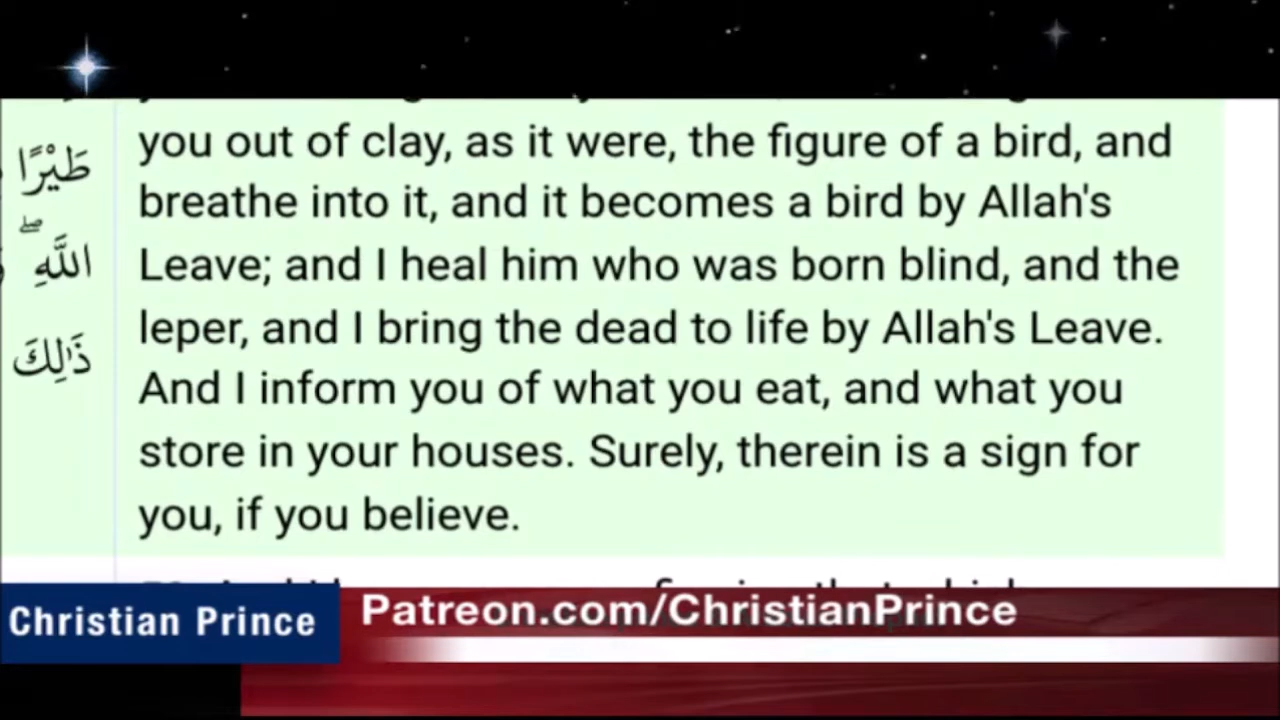 طَيْرًا
اللَّهِ ۖ
ذَٰلِكَ
you out of clay, as it were, the figure of a bird, and
breathe into it, and it becomes a bird by Allah's
Leave; and I heal him who was born blind, and the
leper, and I bring the dead to life by Allah's Leave.
And I inform you of what you eat, and what you
store in your houses. Surely, therein is a sign for
you, if you believe.
Christian Prince
Patreon.com/ChristianPrince